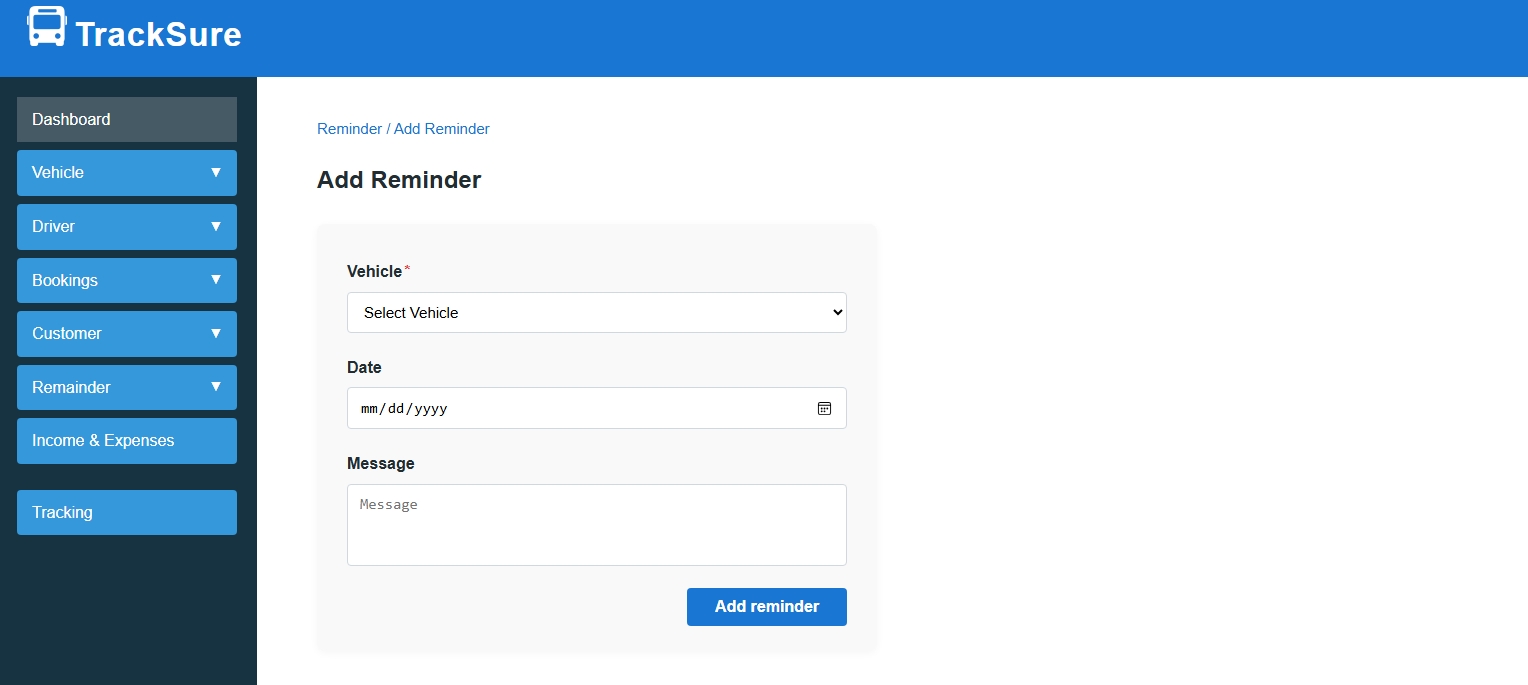 TrackSure
Dashboard
Vehicle ▼
Driver ▼
Bookings ▼
Customer ▼
Remainder ▼
Income & Expenses
Tracking
Reminder / Add Reminder
Add Reminder
Vehicle*
Select Vehicle
Date
mm/dd/yyyy
Message
Message
Add reminder